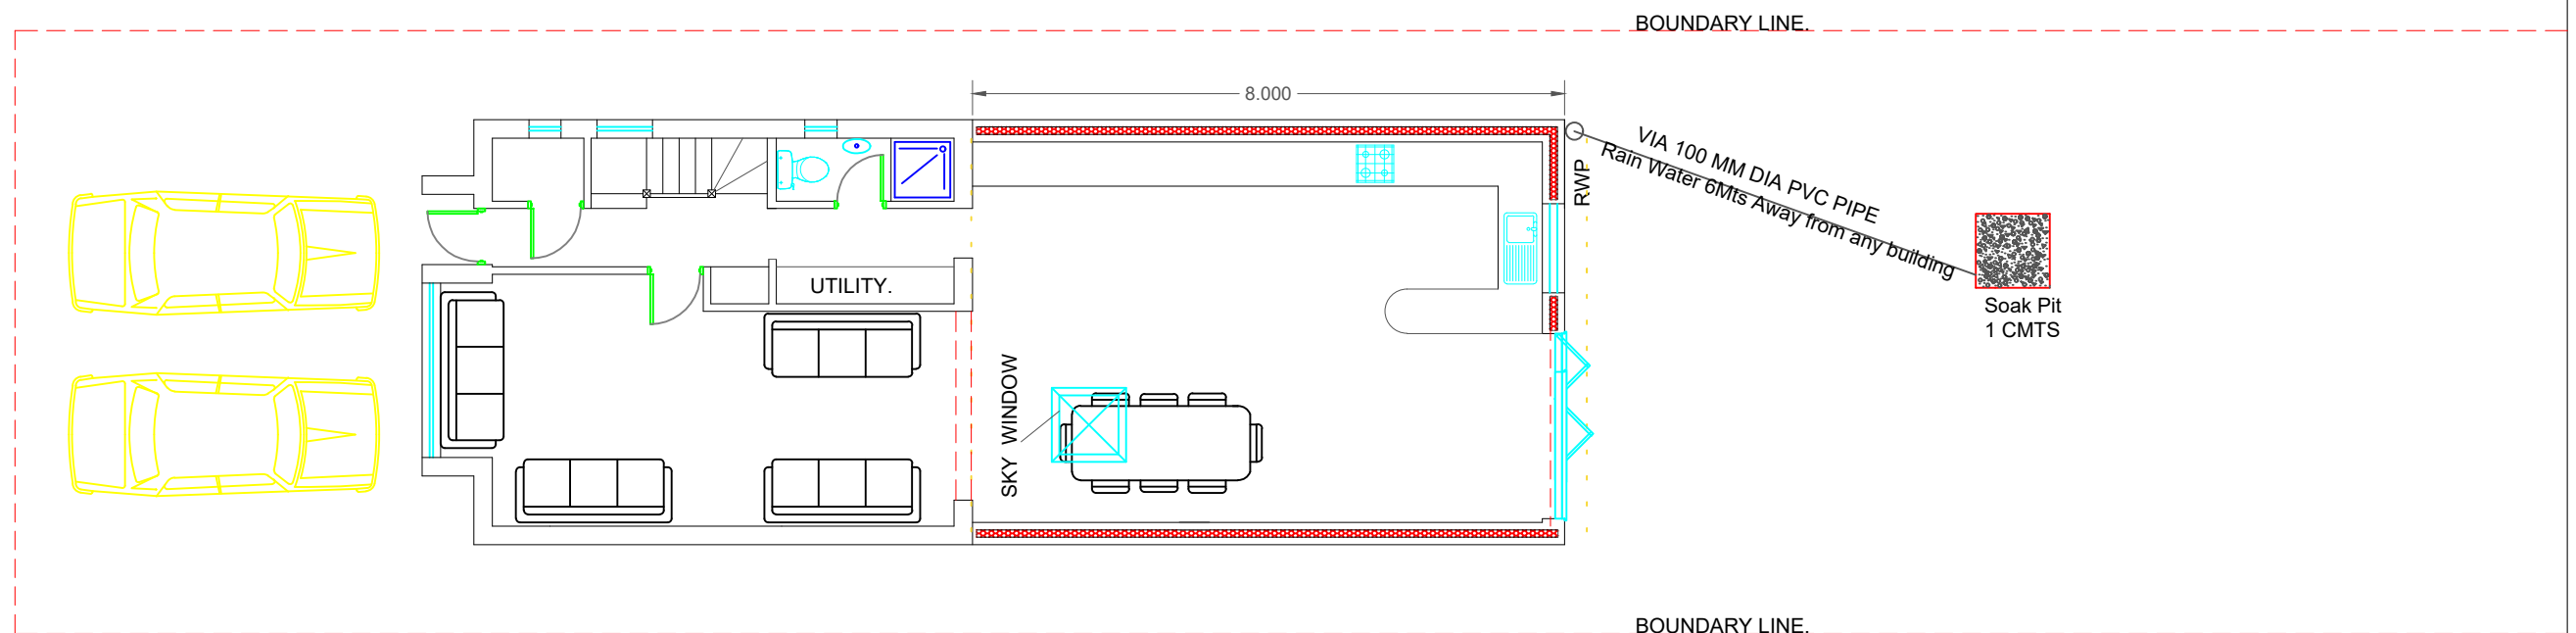 BOUNDARY LINE.
8.000
VIA 100 MM DIA PVC PIPE
Rain Water 6Mts Away from any building
RWP
UTILITY.
Soak Pit
1 CMTS
SKY WINDOW
BOUNDARY LINE.